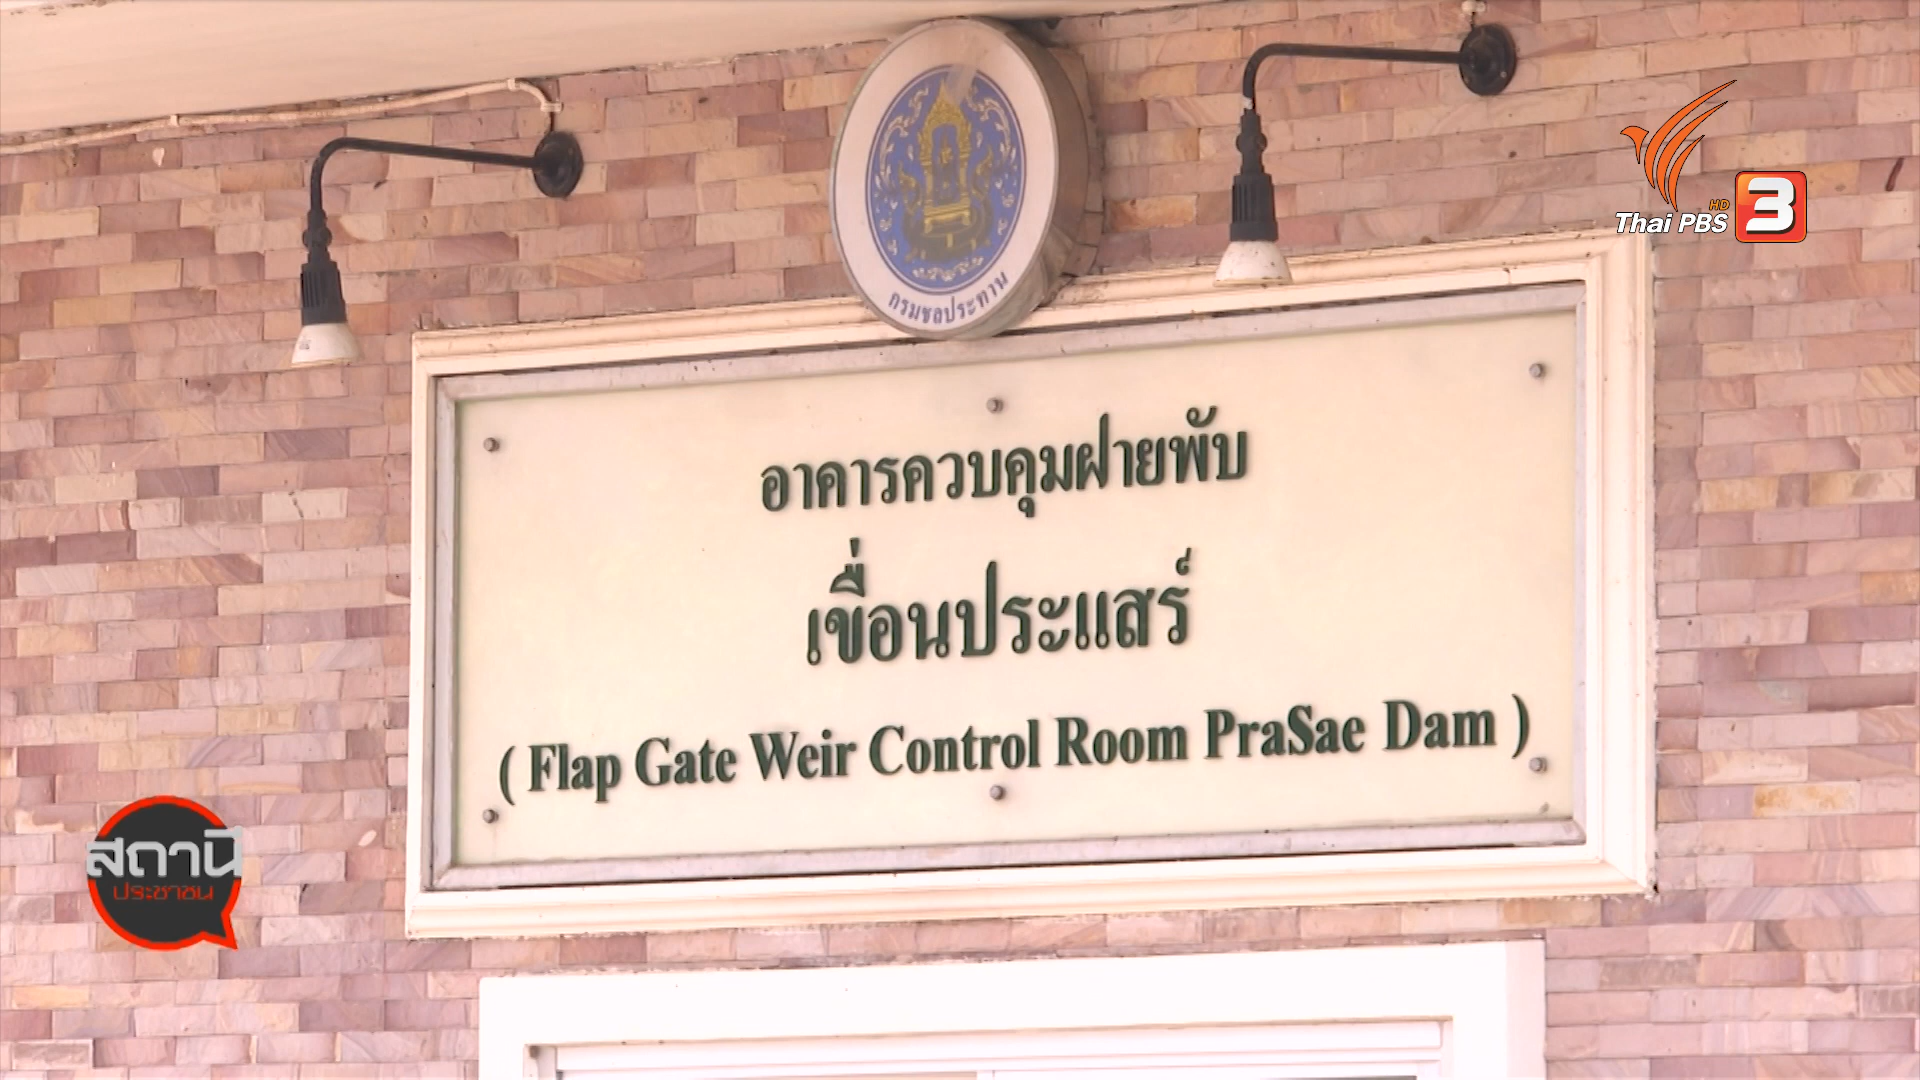 Thai PBS
HD
3
กรมชลประทาน
อาคารควบคุมฝายพับ
เขื่อนประแสร์
( Flap Gate Weir Control Room PraSae Dam )
สถานี
ประชาชน